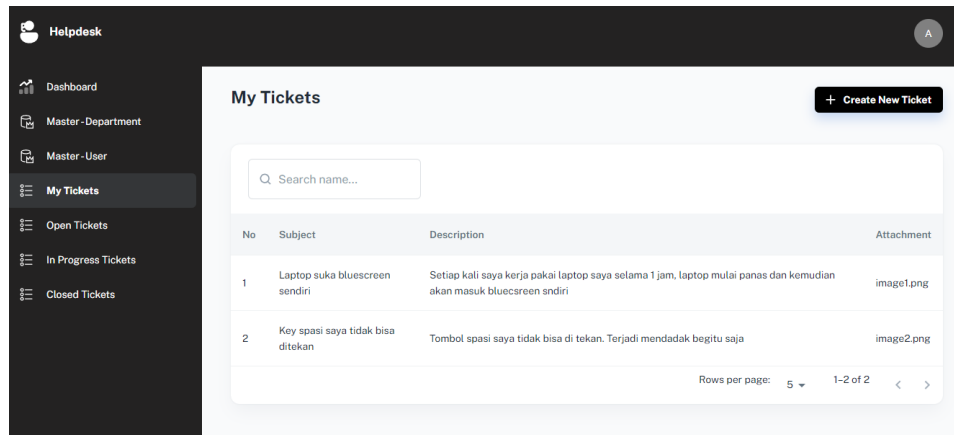 Helpdesk
A
Dashboard
Master-Department
Master-User
My Tickets
Open Tickets
In Progress Tickets
Closed Tickets
My Tickets
+ Create New Ticket
Search name...
No Subject Description Attachment
1 Laptop suka bluescreen sendiri Setiap kali saya kerja pakai laptop saya selama 1 jam, laptop mulai panas dan kemudian akan masuk bluecsreen sndiri image1.png
2 Key spasi saya tidak bisa ditekan Tombol spasi saya tidak bisa di tekan. Terjadi mendadak begitu saja image2.png
Rows per page: 5 1–2 of 2